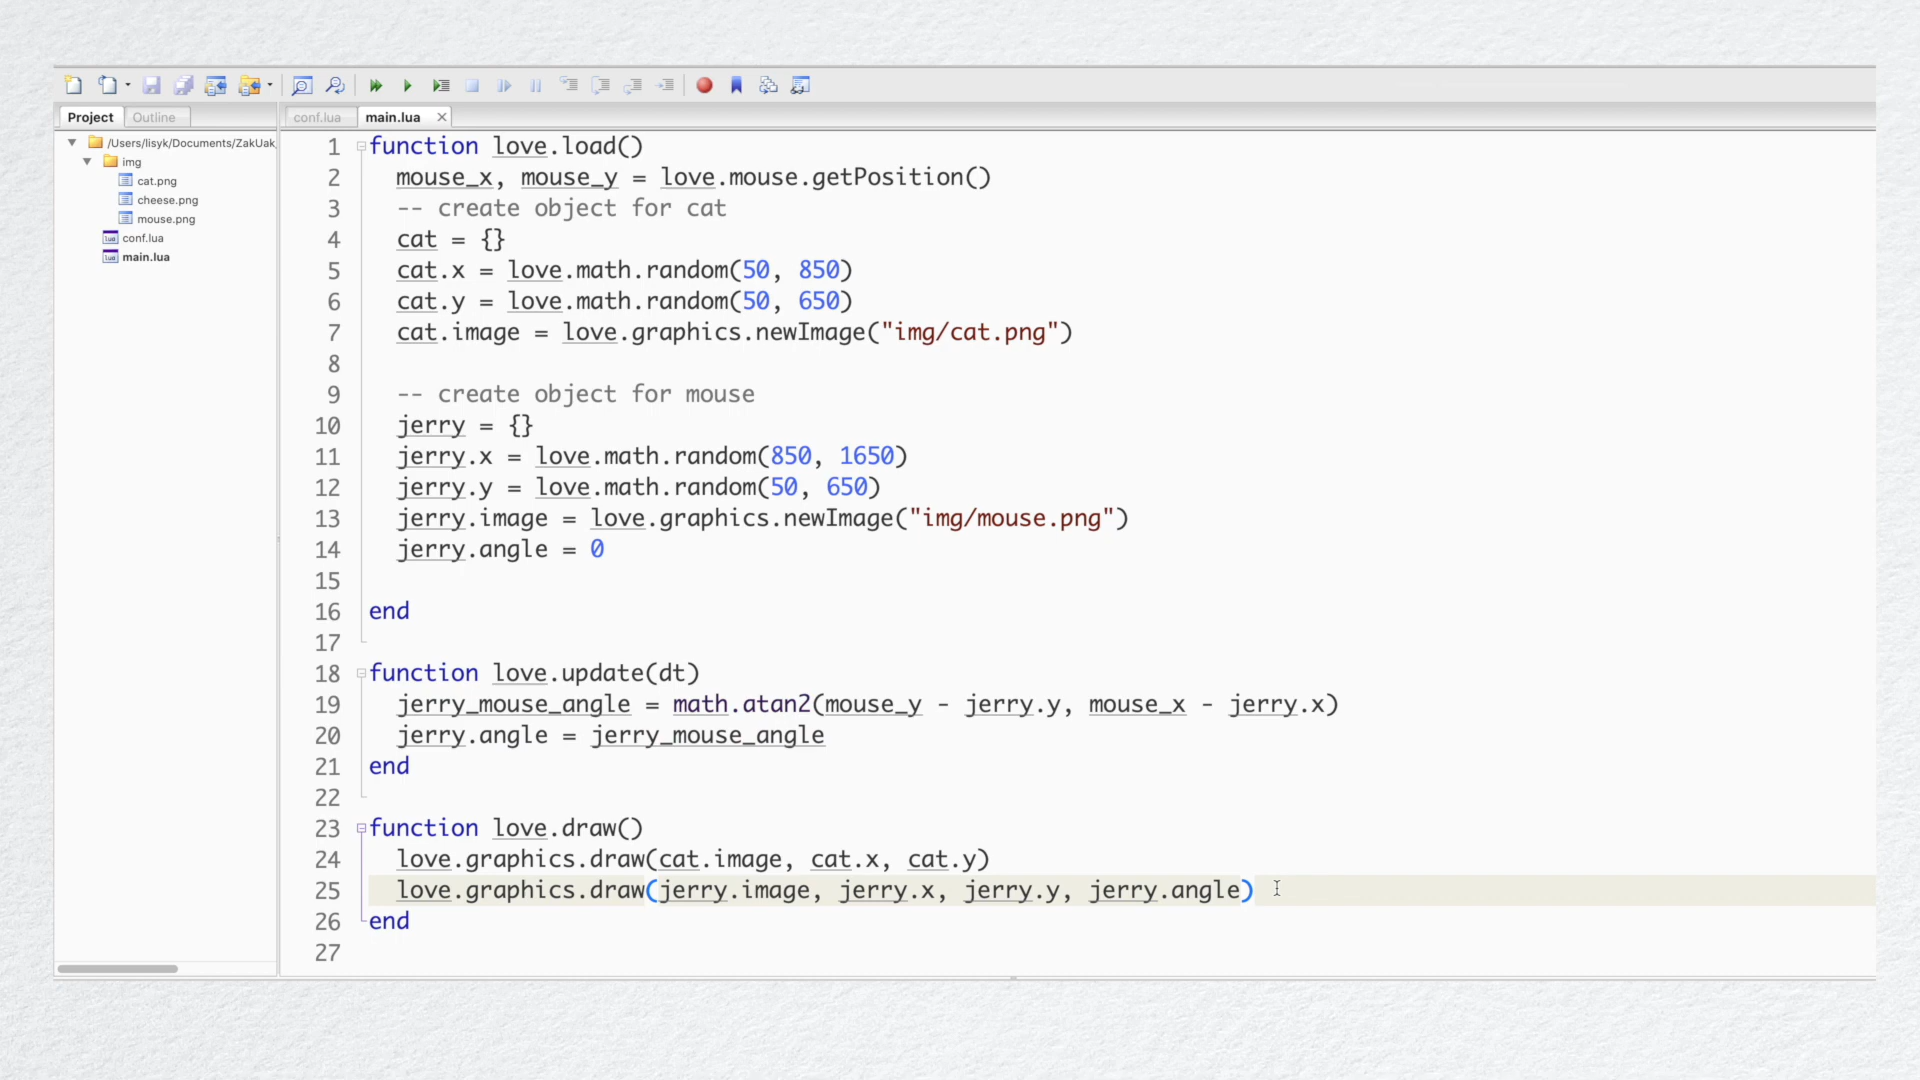 Project
Outline
conf.lua
main.lua
/Users/lisyk/Documents/ZakUak
img
cat.png
cheese.png
mouse.png
conf.lua
main.lua
1 function love.load()
2 mouse_x, mouse_y = love.mouse.getPosition()
3 -- create object for cat
4 cat = {}
5 cat.x = love.math.random(50, 850)
6 cat.y = love.math.random(50, 650)
7 cat.image = love.graphics.newImage("img/cat.png")
8
9 -- create object for mouse
10 jerry = {}
11 jerry.x = love.math.random(850, 1650)
12 jerry.y = love.math.random(50, 650)
13 jerry.image = love.graphics.newImage("img/mouse.png")
14 jerry.angle = 0
15
16 end
17
18 function love.update(dt)
19 jerry_mouse_angle = math.atan2(mouse_y - jerry.y, mouse_x - jerry.x)
20 jerry.angle = jerry_mouse_angle
21 end
22
23 function love.draw()
24 love.graphics.draw(cat.image, cat.x, cat.y)
25 love.graphics.draw(jerry.image, jerry.x, jerry.y, jerry.angle)
26 end
27